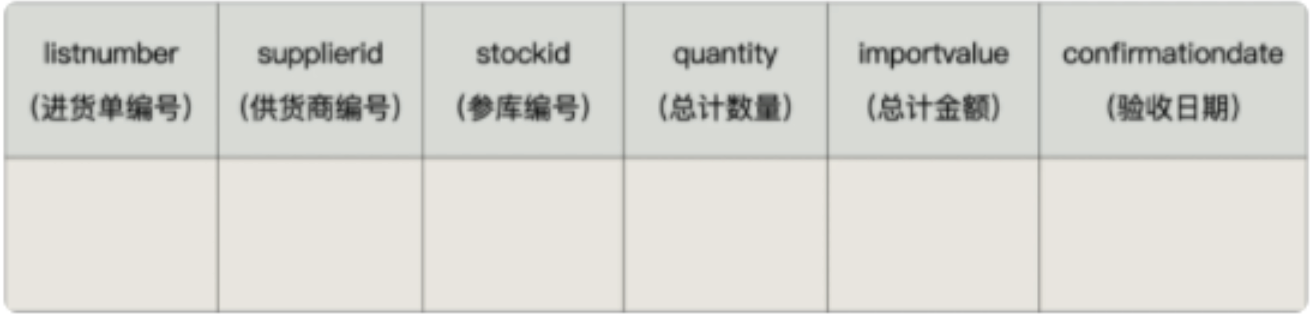 listnumber
(进货单编号)
supplierid
(供货商编号)
stockid
(参库编号)
quantity
(总计数量)
importvalue
(总计金额)
confirmationdate
(验收日期)